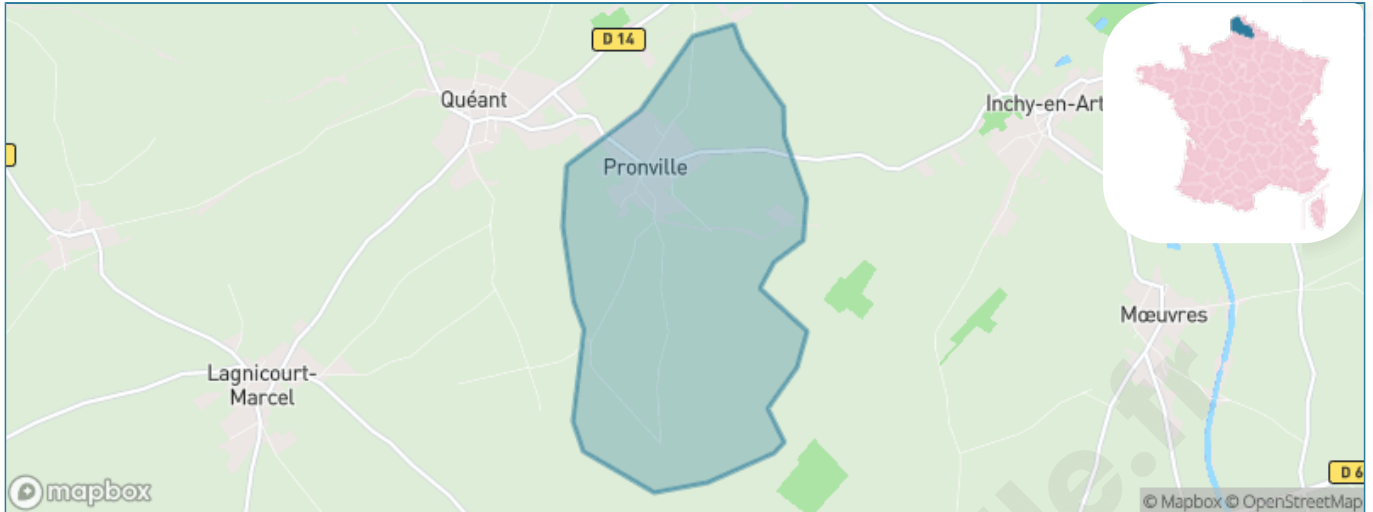 D 14
Quéant
Inchy-en-Art
Pronville
Mœuvres
Lagnicourt-
Marcel
D 6
mapbox
© Mapbox © OpenStreetMap